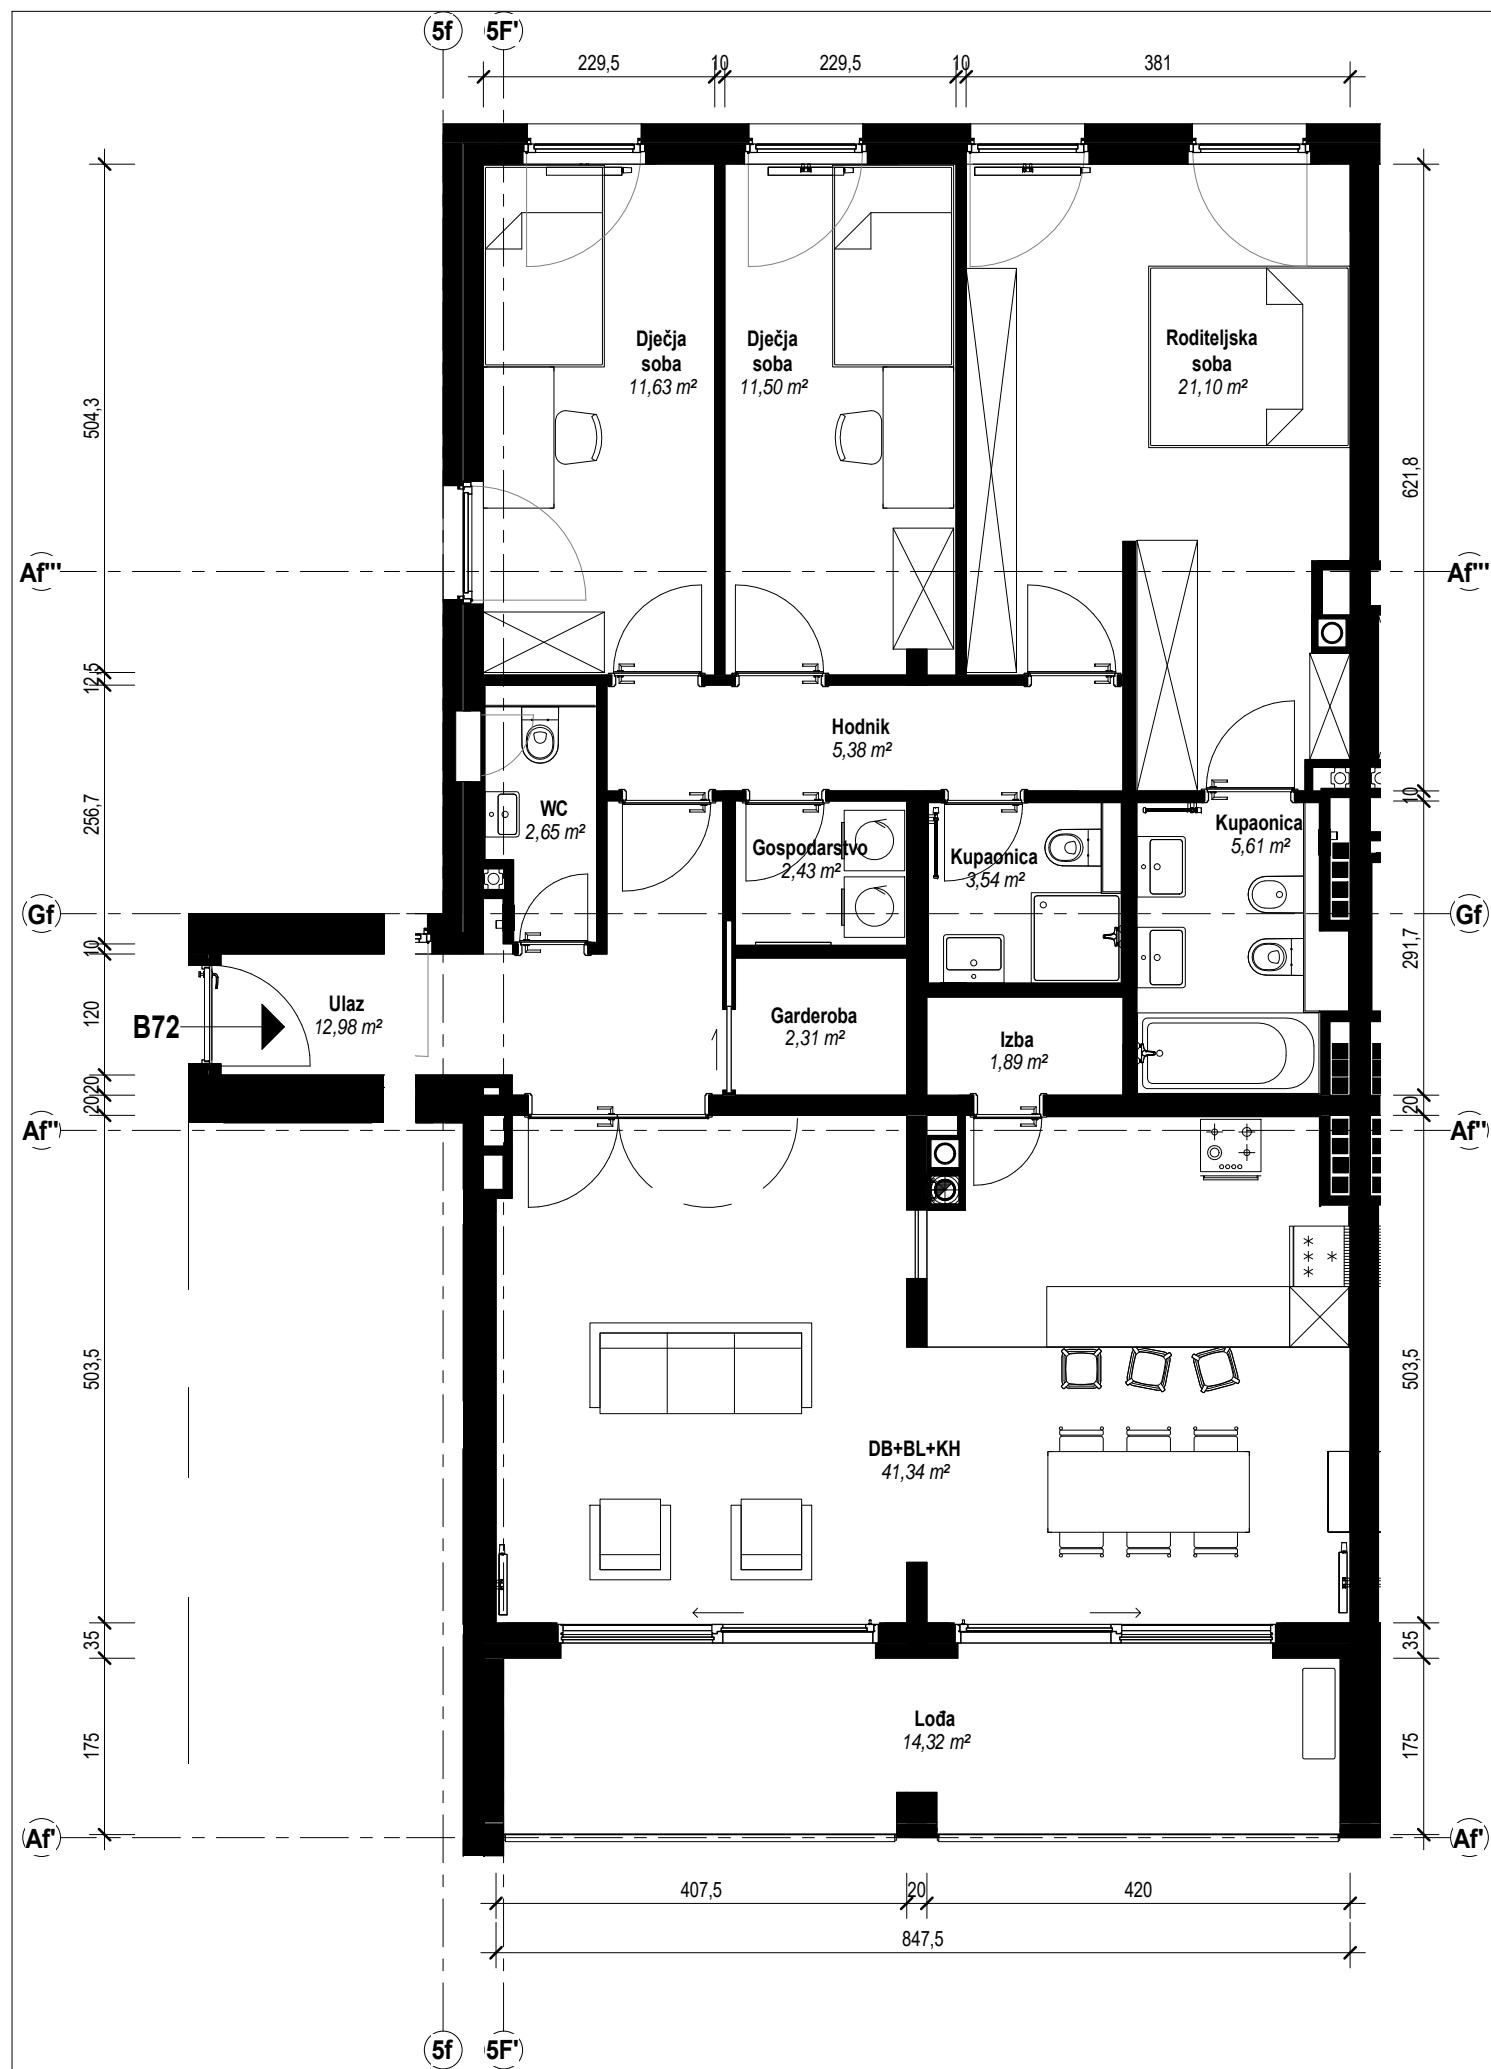 5f 5F'
229,5 10 229,5 10 381
504,3
12,5
256,7
10
120
20
20
503,5
35
175
621,8
10
291,7
20
503,5
35
175
Dječja
soba
11,63 m²
Dječja
soba
11,50 m²
Roditeljska
soba
21,10 m²
Af''' Af'''
Hodnik
5,38 m²
WC
2,65 m²
Gospodarstvo
2,43 m²
Kupaonica
3,54 m²
Kupaonica
5,61 m²
Gf Gf
B72
Ulaz
12,98 m²
Garderoba
2,31 m²
Izba
1,89 m²
Af'' Af''
DB+BL+KH
41,34 m²
Lođa
14,32 m²
Af' Af'
407,5 20 420
847,5
5f 5F'